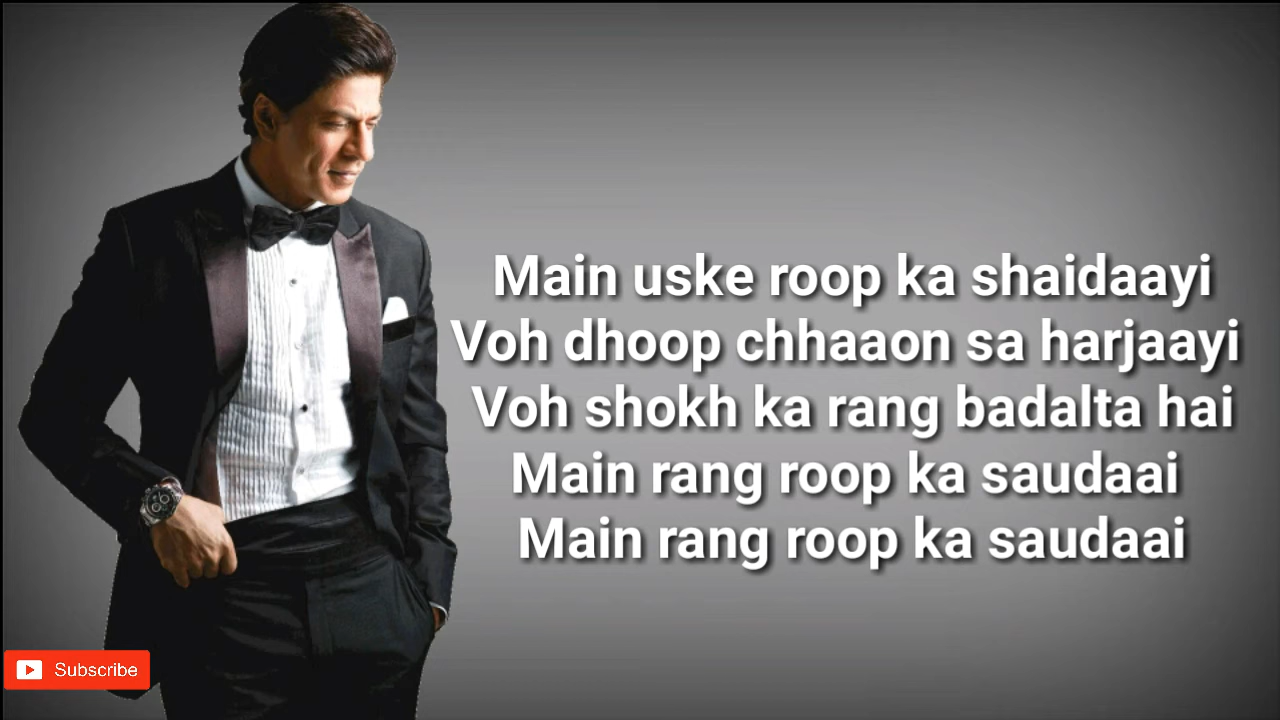 Main uske roop ka shaidaayi
Voh dhoop chhaaon sa harjaayi
Voh shokh ka rang badalta hai
Main rang roop ka saudaai
Main rang roop ka saudaai
Subscribe